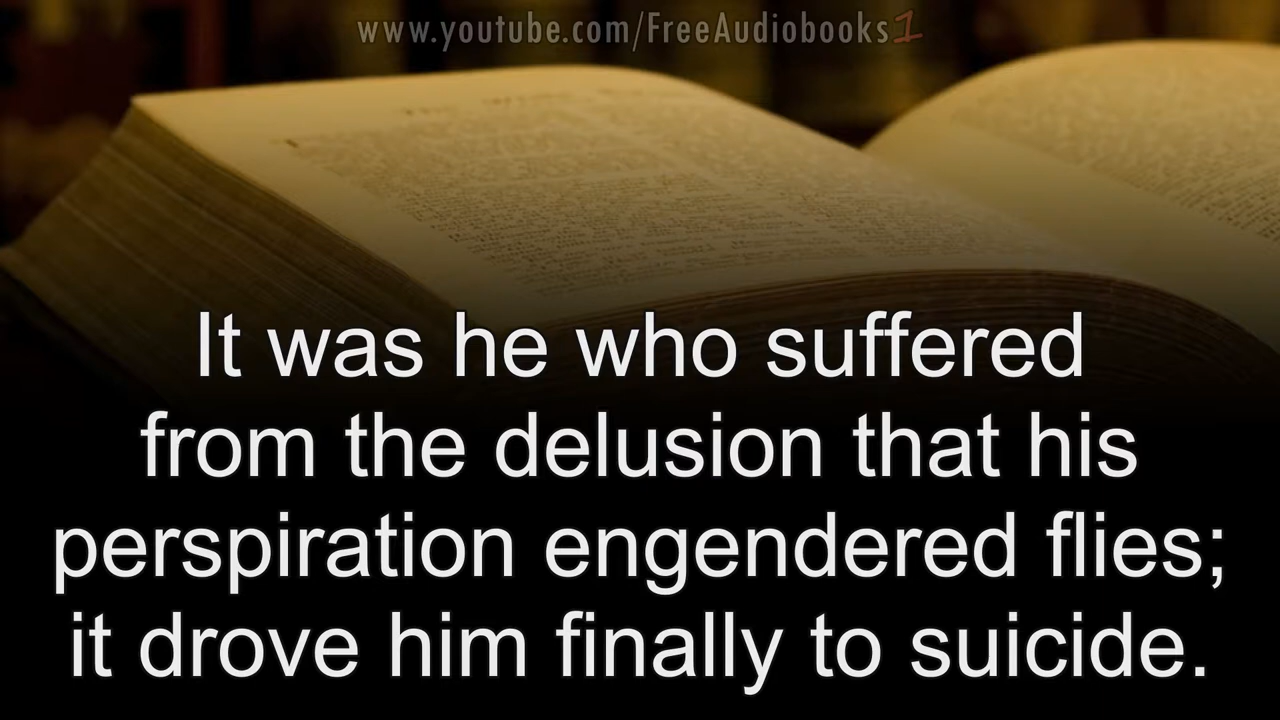 www.youtube.com/FreeAudiobooks1
It was he who suffered
from the delusion that his
perspiration engendered flies;
it drove him finally to suicide.